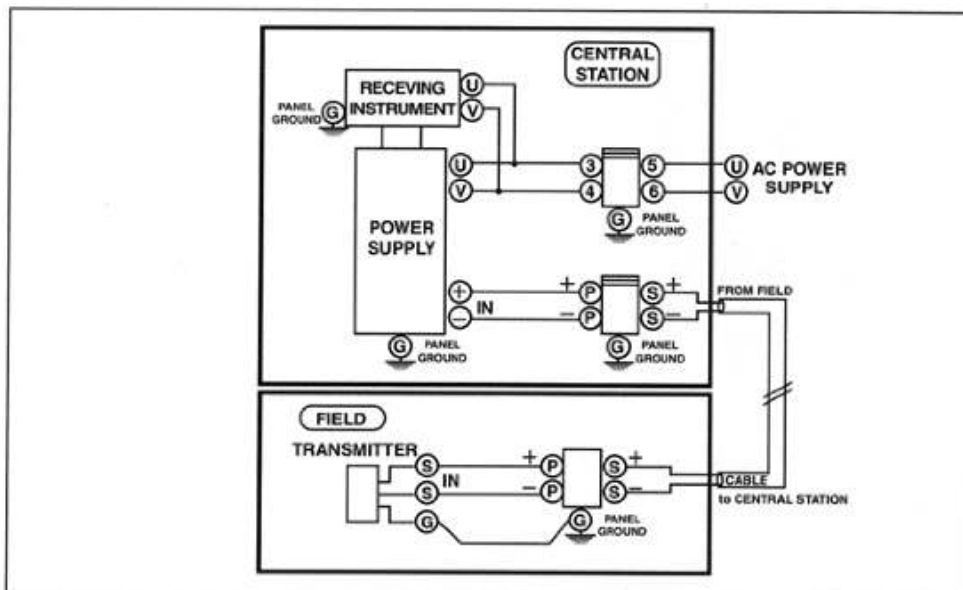 CENTRAL
STATION
RECEVING
INSTRUMENT
U
V
PANEL
GROUND
G
U
V
3
4
5
6
U
V
AC POWER
SUPPLY
G
PANEL
GROUND
POWER
SUPPLY
+
−
IN
+
−
P
P
S
S
+
−
FROM FIELD
G
PANEL
GROUND
G
PANEL
GROUND
FIELD
TRANSMITTER
S
S
G
IN
+
−
P
P
S
S
+
−
CABLE
to CENTRAL STATION
G
PANEL
GROUND